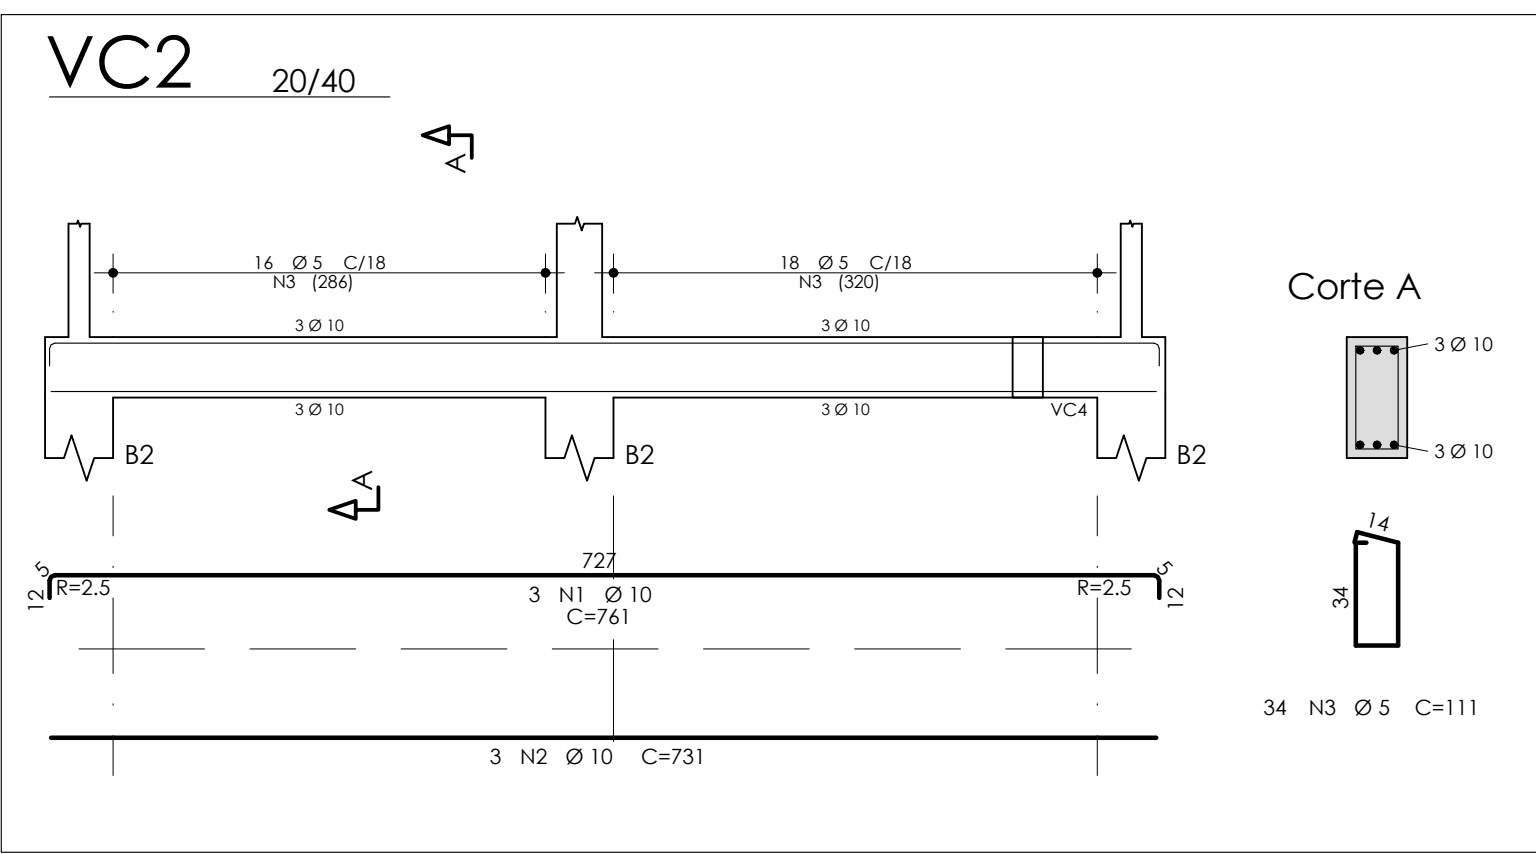 VC2 20/40
A
16 Ø 5 C/18
N3 (286)
18 Ø 5 C/18
N3 (320)
3 Ø 10
3 Ø 10
Corte A
3 Ø 10
3 Ø 10
3 Ø 10
3 Ø 10
VC4
B2
B2
B2
A
727
5
12
R=2.5
3 N1 Ø 10
C=761
R=2.5
5
12
14
34
34 N3 Ø 5 C=111
3 N2 Ø 10 C=731